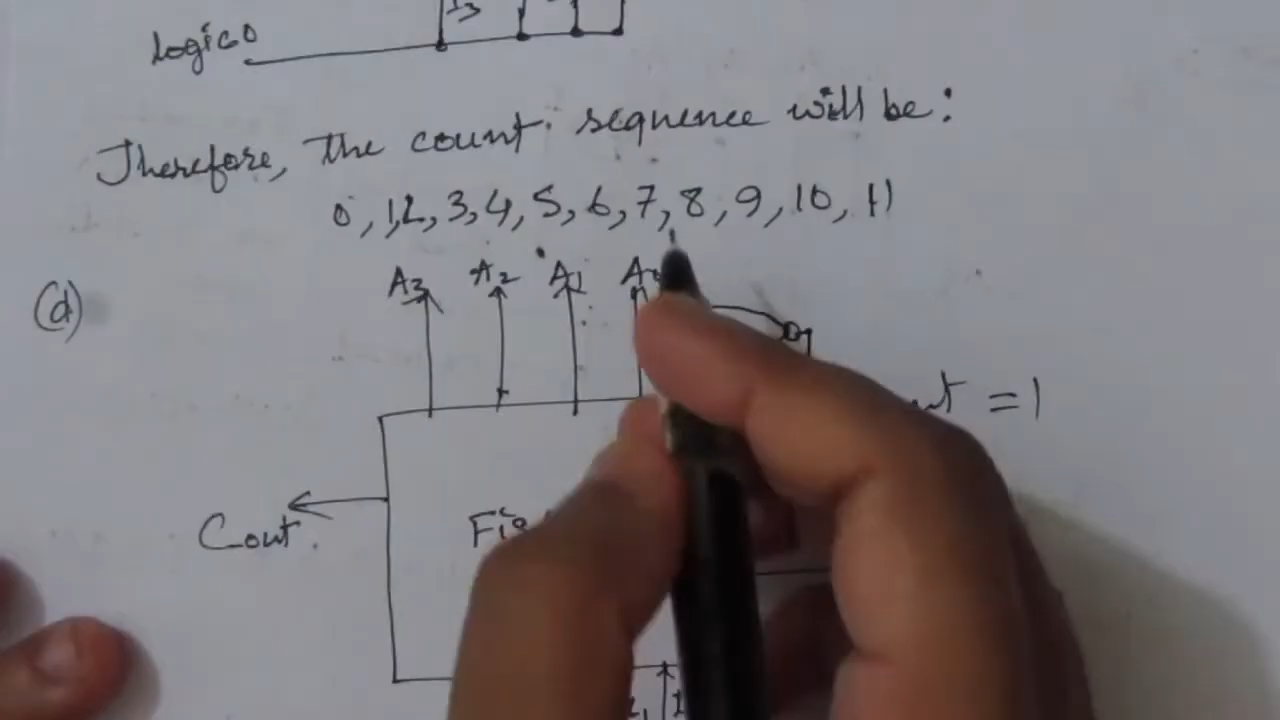 I3
Logic 0
Therefore, the count sequence will be:
0, 1, 2, 3, 4, 5, 6, 7, 8, 9, 10, 11
(d)
A3 A2 A1
= 1
Cout.